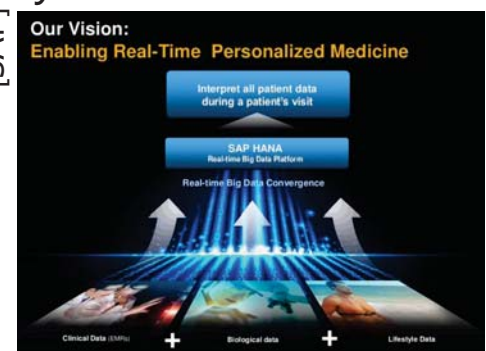 Our Vision:
Enabling Real-Time Personalized Medicine
Interpret all patient data
during a patient's visit
SAP HANA
Real-time Big Data Platform
Real-time Big Data Convergence
Clinical Data (EMRs) + Biological data + Lifestyle Data